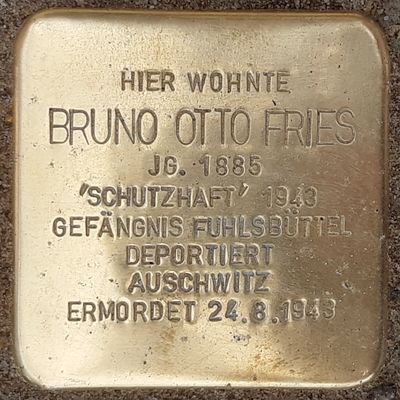 HIER WOHNTE
BRUNO OTTO FRIES
JG. 1885
'SCHUTZHAFT' 1943
GEFÄNGNIS FUHLSBÜTTEL
DEPORTIERT
AUSCHWITZ
ERMORDET 24.8.1943